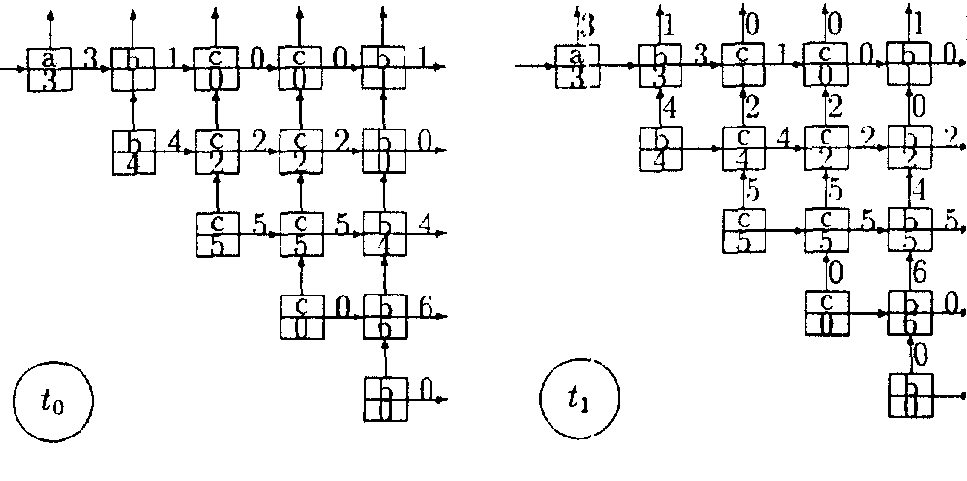 a 3 b 1 c 0 c 0 b 1
3 0 0
b 4 c 2 c 2 b 0
4 2 2 0
c 5 c 5 b 4
5 5 4
c 0 b 6
0 6
b 0
0
t0
3 1 0 0 1
a b 3 c 1 c 0 b 0
3 3 0
4 2 2 0
b c 4 c 2 b 2
4 4 2 2
5 5 4
c c 5 b 5
5 5 5
0 6
c b 0
0 6
0
b
0
t1